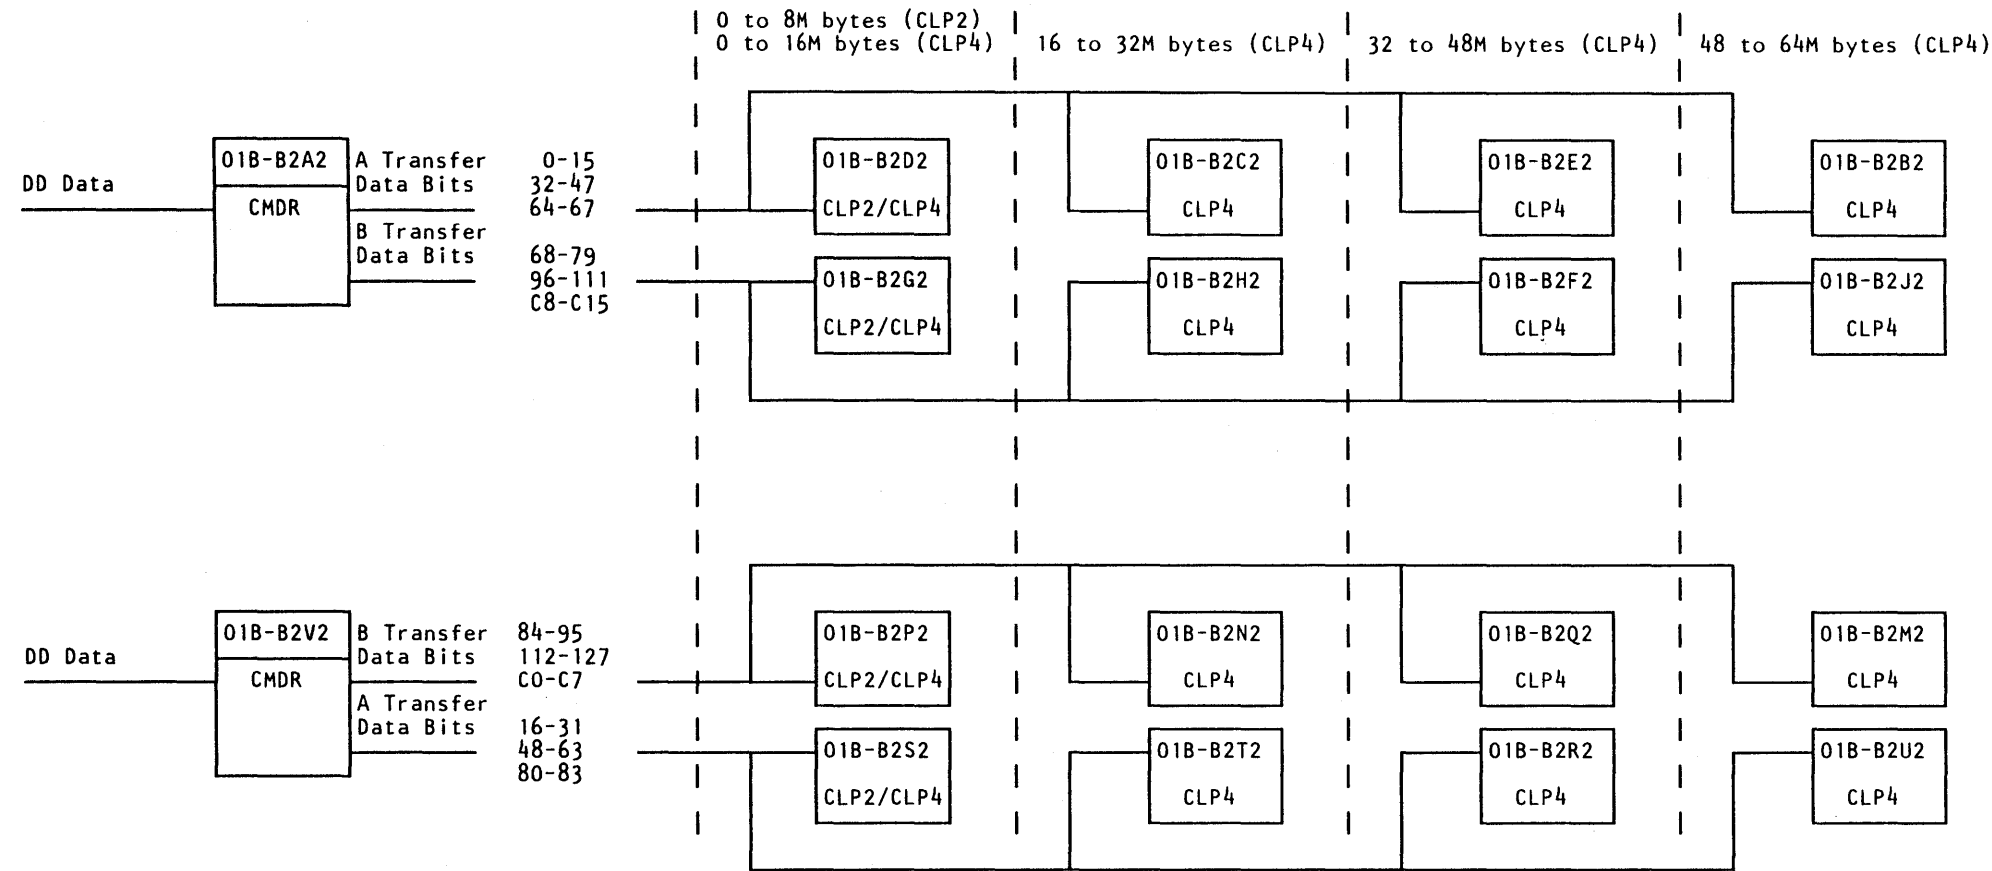 0 to 8M bytes (CLP2)
0 to 16M bytes (CLP4)
16 to 32M bytes (CLP4)
32 to 48M bytes (CLP4)
48 to 64M bytes (CLP4)
DD Data
01B-B2A2
CMDR
A Transfer 0-15
Data Bits 32-47
64-67
B Transfer
Data Bits 68-79
96-111
C8-C15
01B-B2D2
CLP2/CLP4
01B-B2C2
CLP4
01B-B2E2
CLP4
01B-B2B2
CLP4
01B-B2G2
CLP2/CLP4
01B-B2H2
CLP4
01B-B2F2
CLP4
01B-B2J2
CLP4
DD Data
01B-B2V2
CMDR
B Transfer 84-95
Data Bits 112-127
C0-C7
A Transfer
Data Bits 16-31
48-63
80-83
01B-B2P2
CLP2/CLP4
01B-B2N2
CLP4
01B-B2Q2
CLP4
01B-B2M2
CLP4
01B-B2S2
CLP2/CLP4
01B-B2T2
CLP4
01B-B2R2
CLP4
01B-B2U2
CLP4